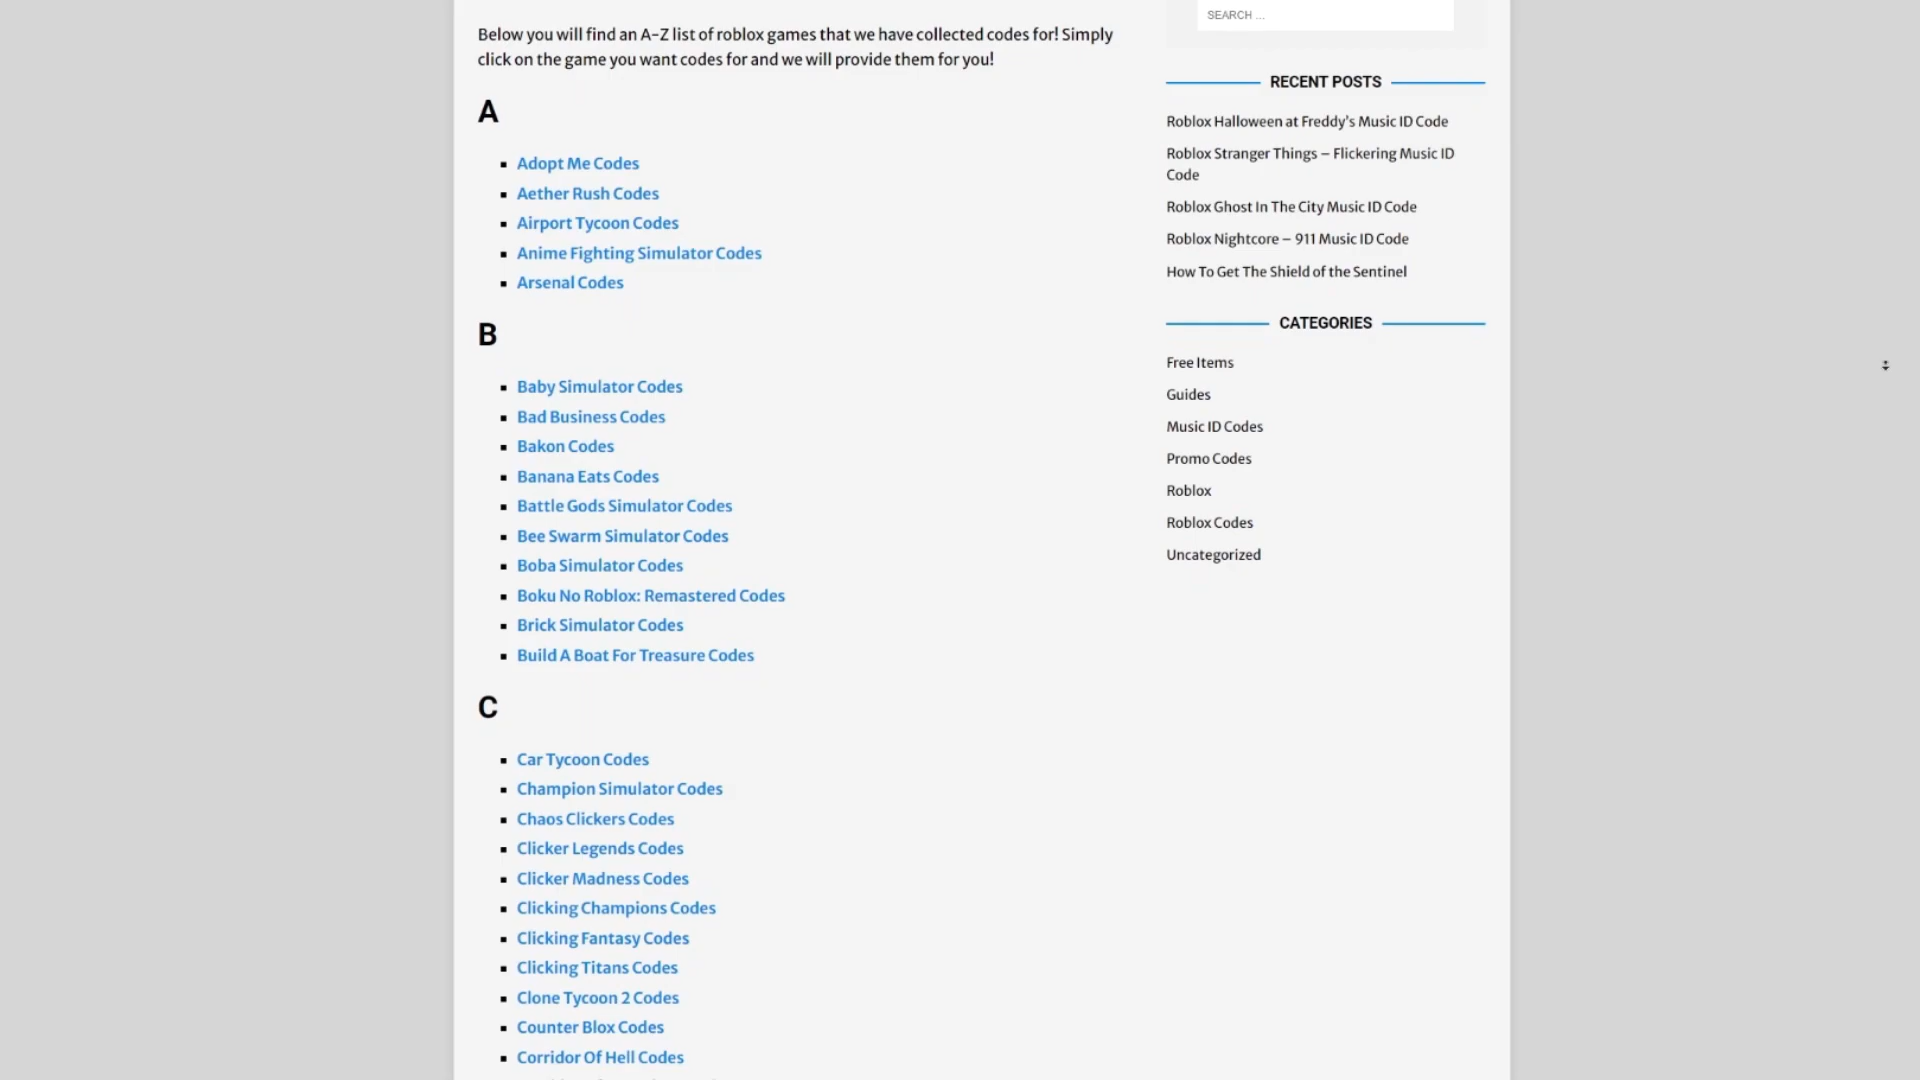 Below you will find an A-Z list of roblox games that we have collected codes for! Simply
click on the game you want codes for and we will provide them for you!
A
Adopt Me Codes
Aether Rush Codes
Airport Tycoon Codes
Anime Fighting Simulator Codes
Arsenal Codes
B
Baby Simulator Codes
Bad Business Codes
Bakon Codes
Banana Eats Codes
Battle Gods Simulator Codes
Bee Swarm Simulator Codes
Boba Simulator Codes
Boku No Roblox: Remastered Codes
Brick Simulator Codes
Build A Boat For Treasure Codes
C
Car Tycoon Codes
Champion Simulator Codes
Chaos Clickers Codes
Clicker Legends Codes
Clicker Madness Codes
Clicking Champions Codes
Clicking Fantasy Codes
Clicking Titans Codes
Clone Tycoon 2 Codes
Counter Blox Codes
Corridor Of Hell Codes
SEARCH ...
RECENT POSTS
Roblox Halloween at Freddy's Music ID Code
Roblox Stranger Things – Flickering Music ID
Code
Roblox Ghost In The City Music ID Code
Roblox Nightcore – 911 Music ID Code
How To Get The Shield of the Sentinel
CATEGORIES
Free Items
Guides
Music ID Codes
Promo Codes
Roblox
Roblox Codes
Uncategorized